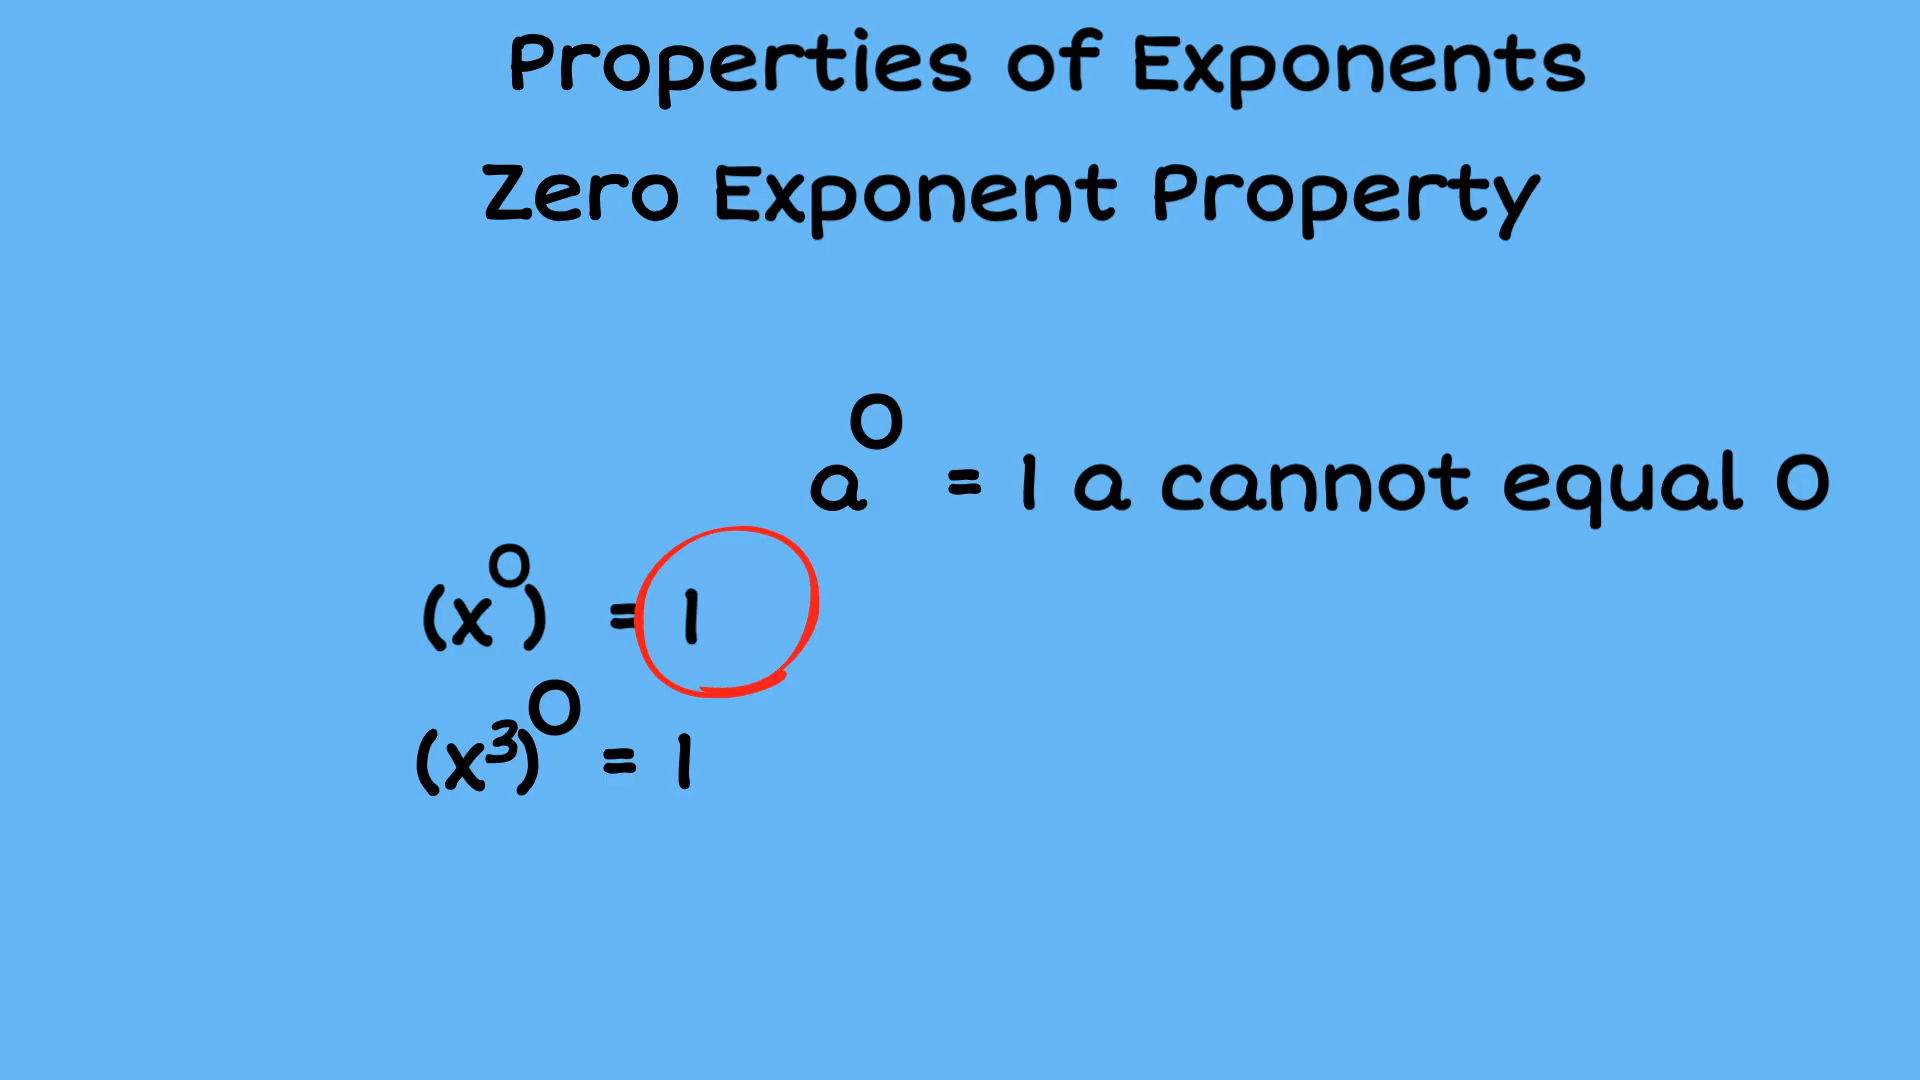 Properties of Exponents
Zero Exponent Property
a⁰ = 1 a cannot equal 0
(x⁰) = 1
(x³)⁰ = 1